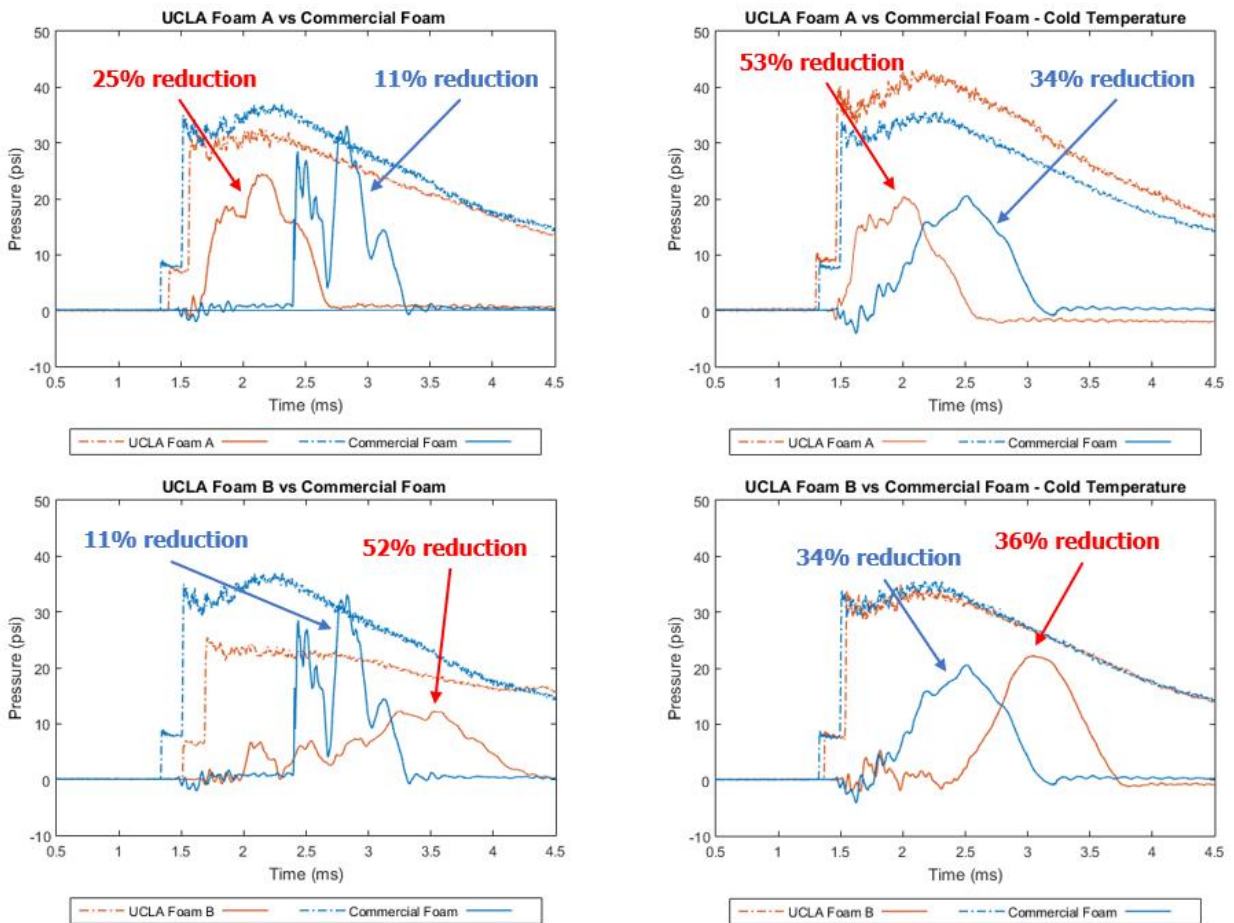 UCLA Foam A vs Commercial Foam
50
40
30
20
10
0
-10
Pressure (psi)
25% reduction
11% reduction
0.5 1 1.5 2 2.5 3 3.5 4 4.5
Time (ms)
UCLA Foam A Commercial Foam
UCLA Foam A vs Commercial Foam - Cold Temperature
50
40
30
20
10
0
-10
Pressure (psi)
53% reduction
34% reduction
0.5 1 1.5 2 2.5 3 3.5 4 4.5
Time (ms)
UCLA Foam A Commercial Foam
UCLA Foam B vs Commercial Foam
50
40
30
20
10
0
-10
Pressure (psi)
11% reduction
52% reduction
0.5 1 1.5 2 2.5 3 3.5 4 4.5
Time (ms)
UCLA Foam B Commercial Foam
UCLA Foam B vs Commercial Foam - Cold Temperature
50
40
30
20
10
0
-10
Pressure (psi)
34% reduction
36% reduction
0.5 1 1.5 2 2.5 3 3.5 4 4.5
Time (ms)
UCLA Foam B Commercial Foam